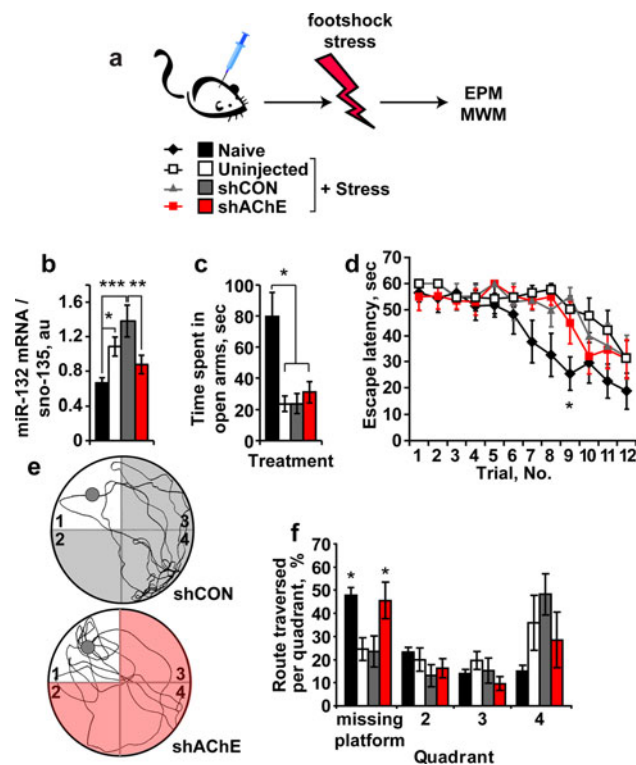 a
footshock
stress
EPM
MWM
Naive
Uninjected
shCON
shAChE
+ Stress
b
miR-132 mRNA /
sno-135, au
1.8
1.4
1
0.6
0.2
***
**
*
c
Time spent in
open arms, sec
100
80
60
40
20
0
*
Treatment
d
Escape latency, sec
70
60
50
40
30
20
10
0
*
1 2 3 4 5 6 7 8 9 10 11 12
Trial, No.
e
1
2
3
4
shCON
1
2
3
4
shAChE
f
Route traversed
per quadrant, %
70
60
50
40
30
20
10
0
*
*
missing
platform
2
3
4
Quadrant